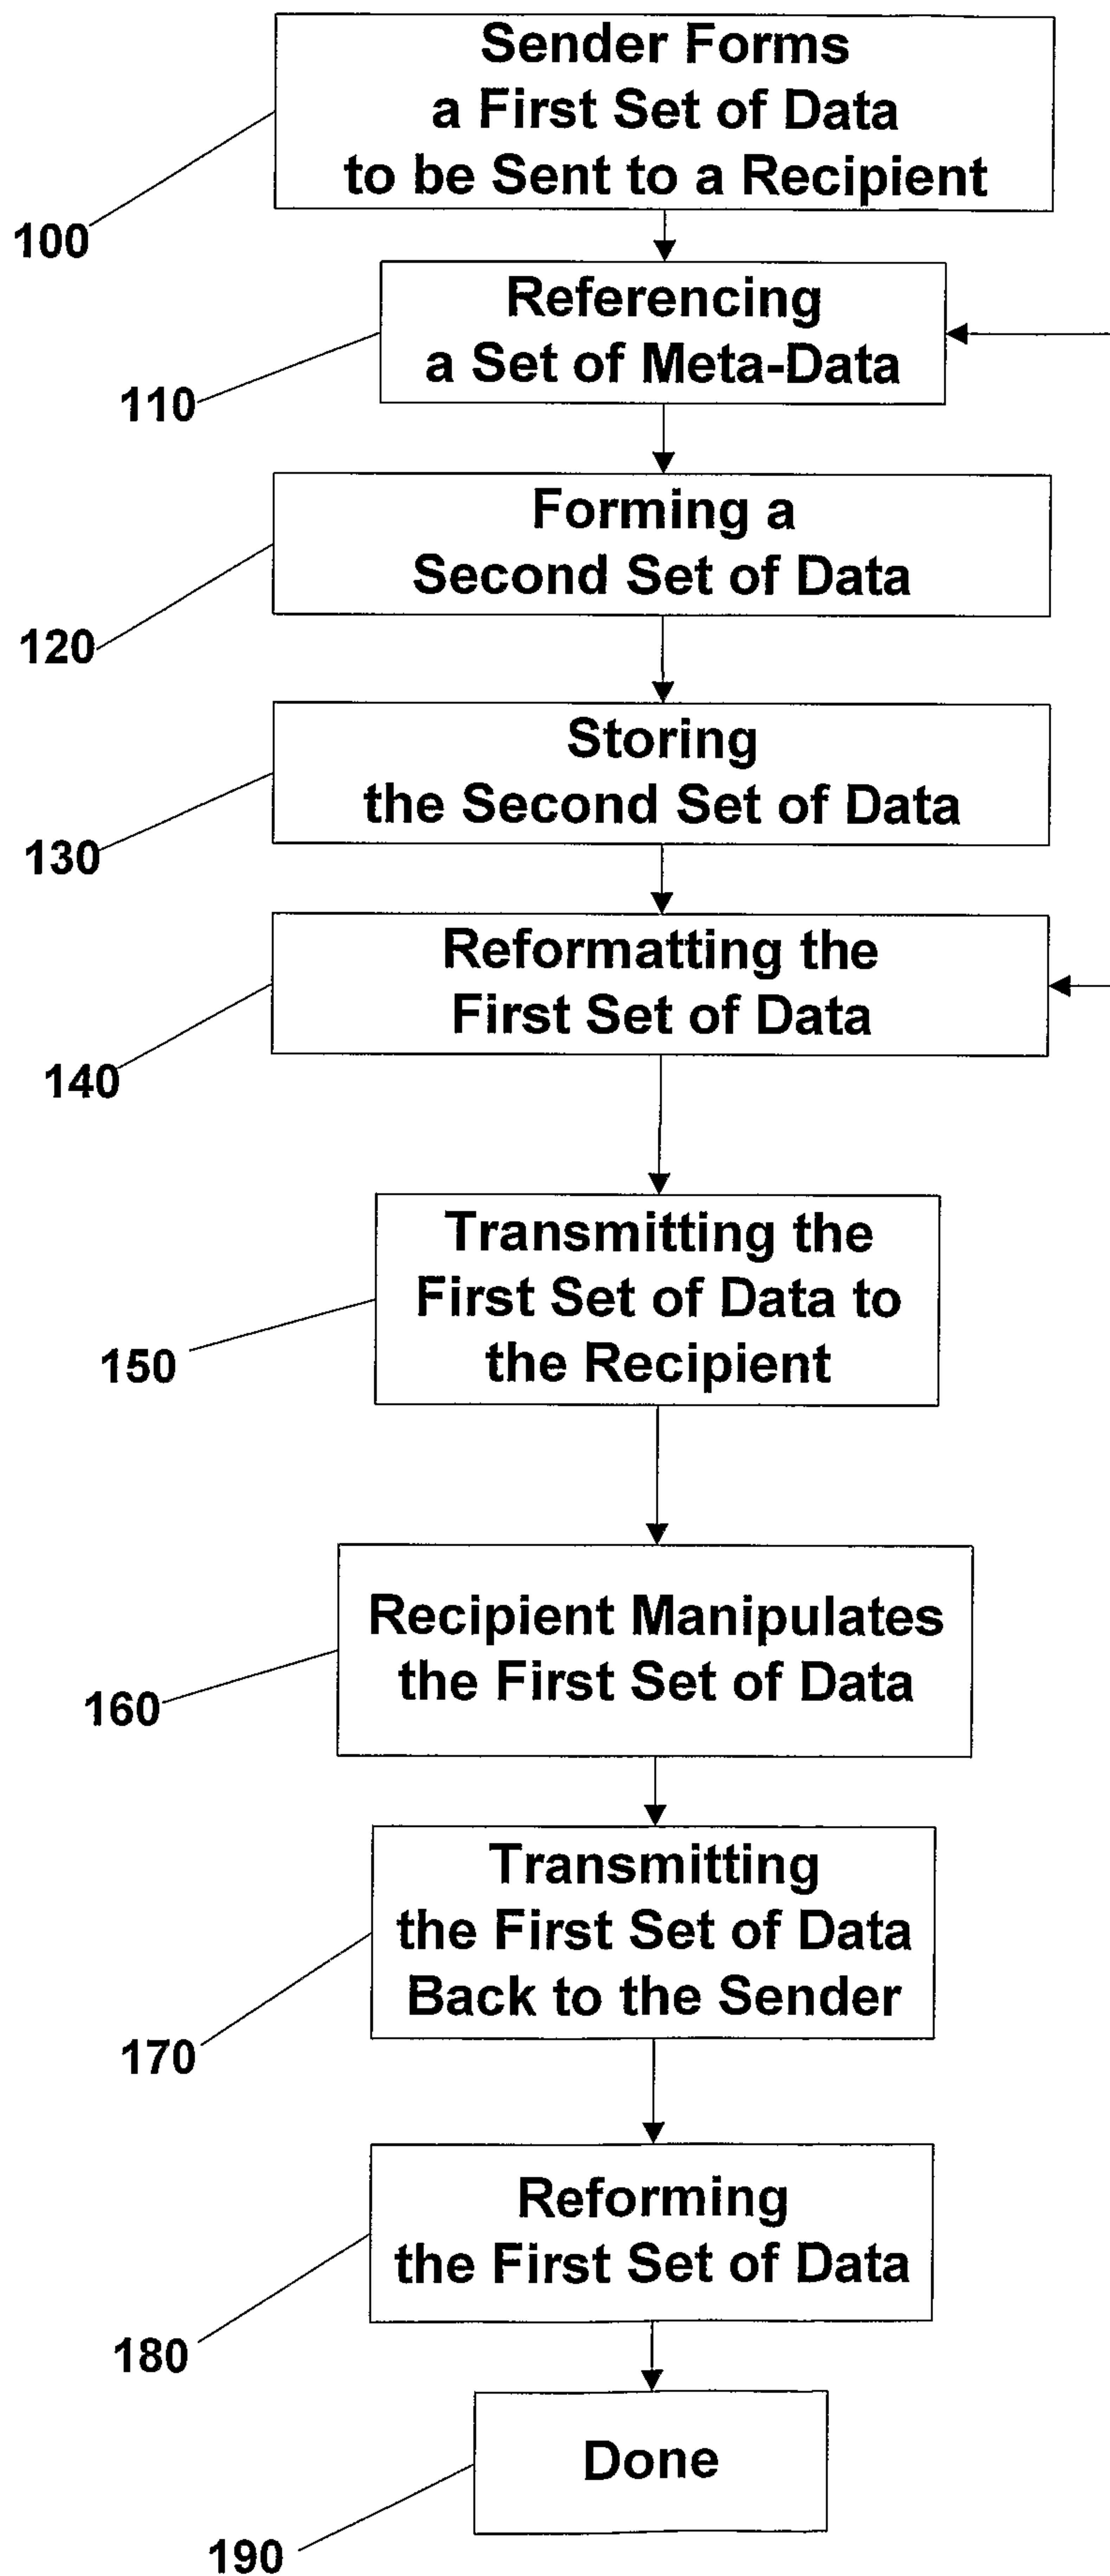 Sender Forms
a First Set of Data
to be Sent to a Recipient
100
Referencing
a Set of Meta-Data
110
Forming a
Second Set of Data
120
Storing
the Second Set of Data
130
Reformatting the
First Set of Data
140
Transmitting the
First Set of Data to
the Recipient
150
Recipient Manipulates
the First Set of Data
160
Transmitting
the First Set of Data
Back to the Sender
170
Reforming
the First Set of Data
180
Done
190